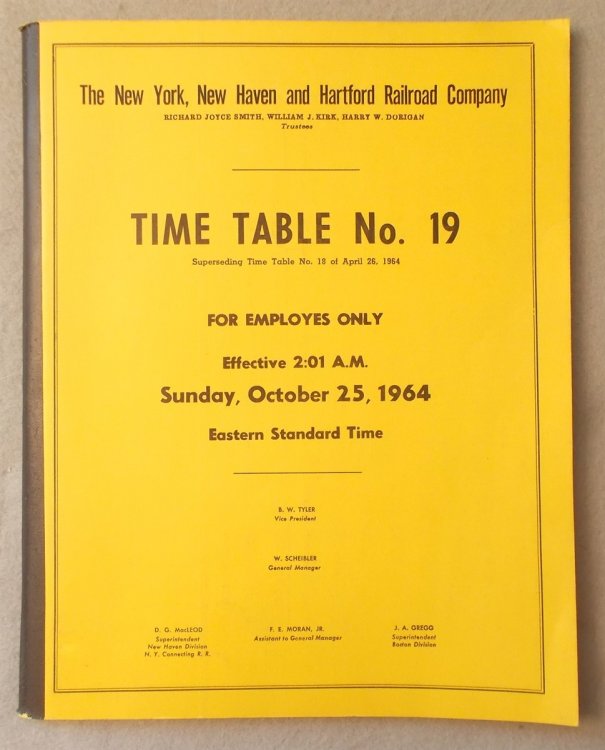 The New York, New Haven and Hartford Railroad Company
RICHARD JOYCE SMITH, WILLIAM J. KIRK, HARRY W. DORIGAN
Trustees
TIME TABLE No. 19
Superseding Time Table No. 18 of April 26, 1964
FOR EMPLOYES ONLY
Effective 2:01 A.M.
Sunday, October 25, 1964
Eastern Standard Time
B. W. TYLER
Vice President
W. SCHEIBLER
General Manager
D. G. MacLEOD
Superintendent
New Haven Division
N. Y. Connecting R. R.
F. E. MORAN, JR.
Assistant to General Manager
J. A. GREGG
Superintendent
Boston Division